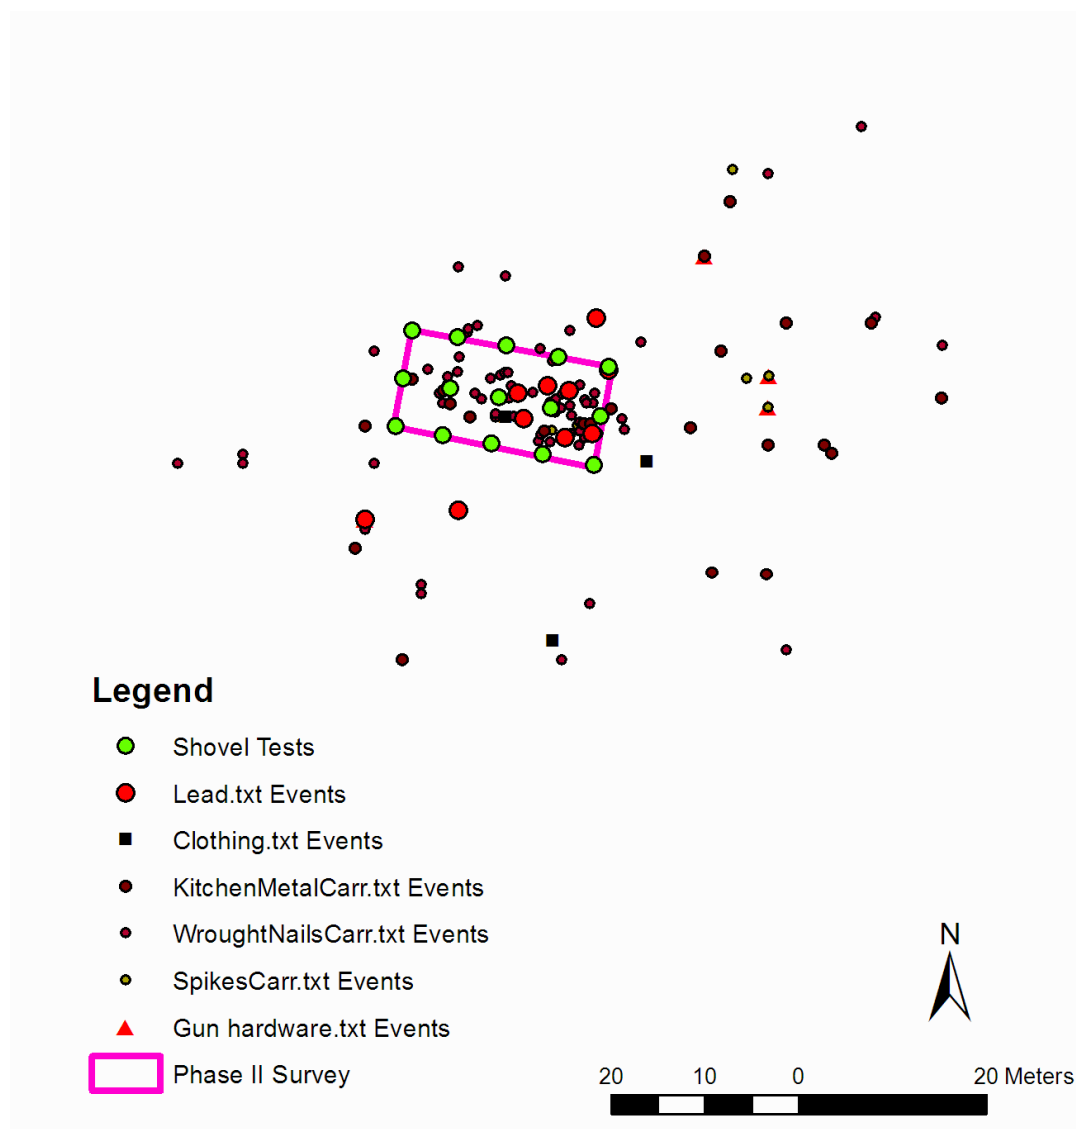 Legend
Shovel Tests
Lead.txt Events
Clothing.txt Events
KitchenMetalCarr.txt Events
WroughtNailsCarr.txt Events
SpikesCarr.txt Events
Gun hardware.txt Events
Phase II Survey
N
20 10 0 20 Meters